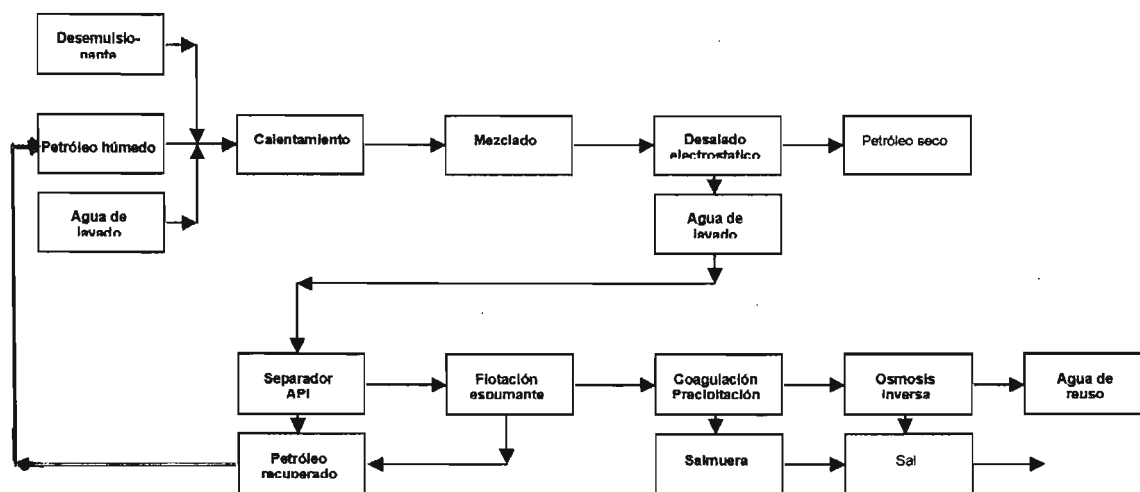 Desemulsio-
nante
Petróleo húmedo
Calentamiento
Mezclado
Desalado
electrostatico
Petróleo seco
Agua de
lavado
Agua de
lavado
Separador
API
Flotación
espumante
Coagulación
Precipitación
Osmosis
inversa
Agua de
reuso
Petróleo
recuperado
Salmuera
Sal